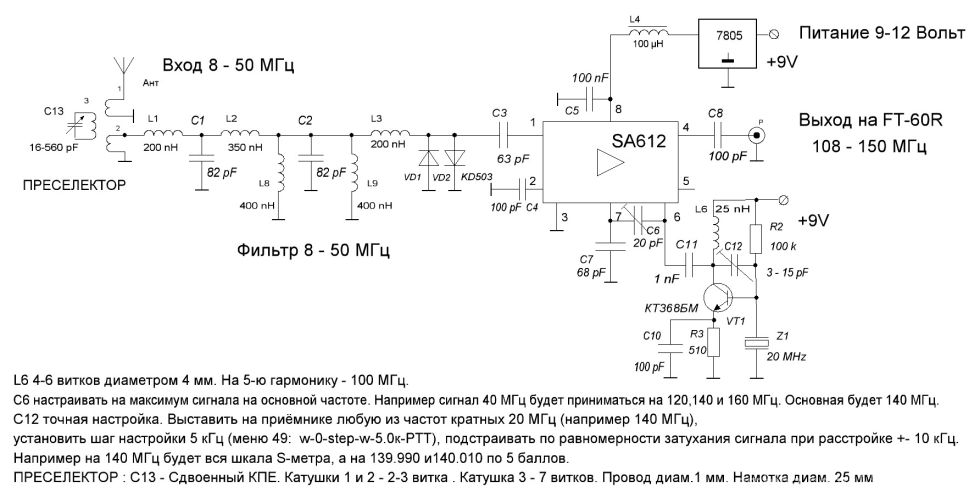 L4
100 µH
7805
Питание 9-12 Вольт
+9V
Вход 8 - 50 МГц
1
Ант
C13
3
2
16-560 pF
ПРЕСЕЛЕКТОР
L1
200 nH
C1
82 pF
L2
350 nH
L8
400 nH
C2
82 pF
L9
400 nH
L3
200 nH
VD1
VD2
KD503
C3
63 pF
100 nF
C5
8
1
SA612
4
C8
100 pF
P
Выход на FT-60R
108 - 150 МГц
2
100 pF
C4
3
5
7
6
C6
20 pF
C7
68 pF
Фильтр 8 - 50 МГц
L6
25 nH
+9V
R2
100 k
C11
1 nF
C12
3 - 15 pF
КТ368БМ
VT1
C10
100 pF
R3
510
Z1
20 MHz
L6 4-6 витков диаметром 4 мм. На 5-ю гармонику - 100 МГц.
C6 настраивать на максимум сигнала на основной частоте. Например сигнал 40 МГц будет приниматься на 120,140 и 160 МГц. Основная будет 140 МГц.
C12 точная настройка. Выставить на приёмнике любую из частот кратных 20 МГц (например 140 МГц),
установить шаг настройки 5 кГц (меню 49: w-0-step-w-5.0к-PTT), подстраивать по равномерности затухания сигнала при расстройке +- 10 кГц.
Например на 140 МГц будет вся шкала S-метра, а на 139.990 и140.010 по 5 баллов.
ПРЕСЕЛЕКТОР : C13 - Сдвоенный КПЕ. Катушки 1 и 2 - 2-3 витка . Катушка 3 - 7 витков. Провод диам.1 мм. Намотка диам. 25 мм